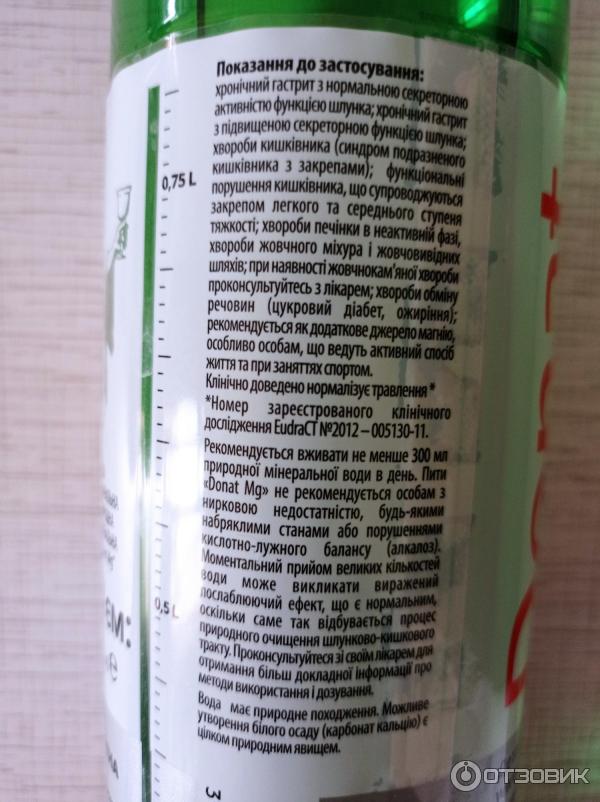 Показання до застосування:
хронічний гастрит з нормальною секреторною
активністю функцією шлунка; хронічний гастрит
з підвищеною секреторною функцією шлунка;
хвороби кишківника (синдром подразненого
кишківника з закрепами); функціональні
порушення кишківника, що супроводжуються
закрепом легкого та середнього ступеня
тяжкості; хвороби печінки в неактивній фазі,
хвороби жовчного міхура і жовчовивідних
шляхів; при наявності жовчнокам'яної хвороби
проконсультуйтесь з лікарем; хвороби обміну
речовин (цукровий діабет, ожиріння);
рекомендується як додаткове джерело магнію,
особливо особам, що ведуть активний спосіб
життя та при заняттях спортом.
Клінічно доведено нормалізує травлення *
*Номер зареєстрованого клінічного
дослідження EudraCT №2012 – 005130-11.
Рекомендується вживати не менше 300 мл
природної мінеральної води в день. Пити
«Donat Mg» не рекомендується особам з
нирковою недостатністю, будь-якими
набряклими станами або порушеннями
кислотно-лужного балансу (алкалоз).
Моментальний прийом великих кількостей
води може викликати виражений
послаблюючий ефект, що є нормальним,
оскільки саме так відбувається процес
природного очищення шлунково-кишкового
тракту. Проконсультуйтеся зі своїм лікарем для
отримання більш докладної інформації про
методи використання і дозування.
Вода має природне походження. Можливе
утворення білого осаду (карбонат кальцію) є
цілком природним явищем.
0,75 L
0,5 L
ЕМ:
℮
З
ОТЗОВИК